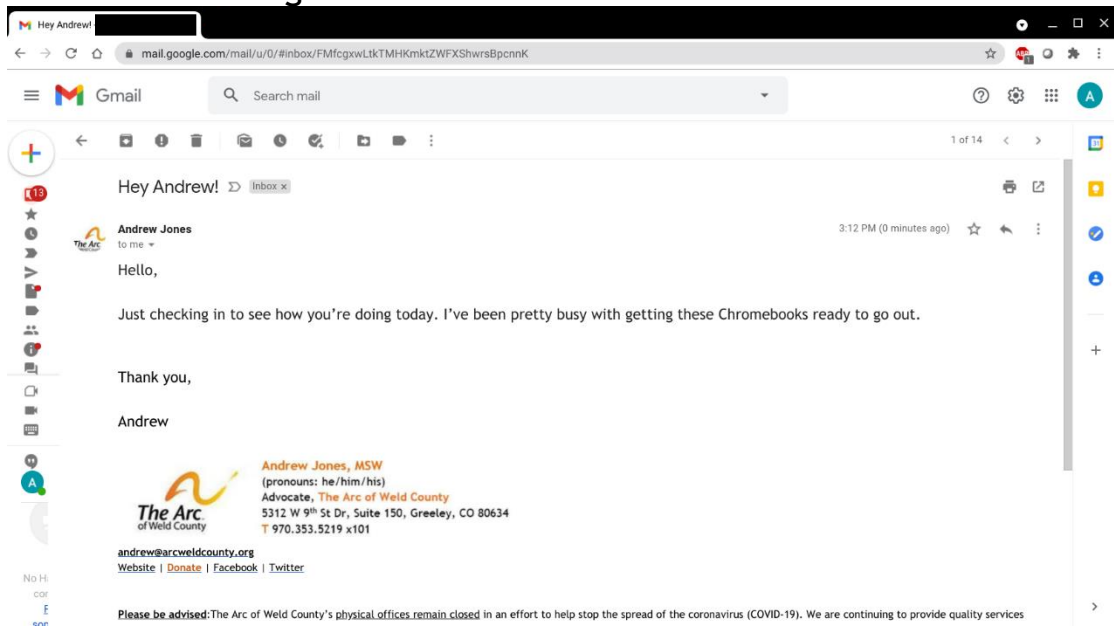 Hey Andrew!
mail.google.com/mail/u/0/#inbox/FMfcgxwLtkTMHKmktZWFXShwrsBpcnnK
ABP
1
Gmail
Search mail
A
1 of 14
31
13
Hey Andrew!
Inbox x
Andrew Jones
3:12 PM (0 minutes ago)
to me
The Arc
Hello,
Just checking in to see how you're doing today. I've been pretty busy with getting these Chromebooks ready to go out.
Thank you,
Andrew
The Arc
of Weld County
Andrew Jones, MSW
(pronouns: he/him/his)
Advocate, The Arc of Weld County
5312 W 9th St Dr, Suite 150, Greeley, CO 80634
T 970.353.5219 x101
andrew@arcweldcounty.org
Website | Donate | Facebook | Twitter
A
No H
Please be advised:The Arc of Weld County's physical offices remain closed in an effort to help stop the spread of the coronavirus (COVID-19). We are continuing to provide quality services